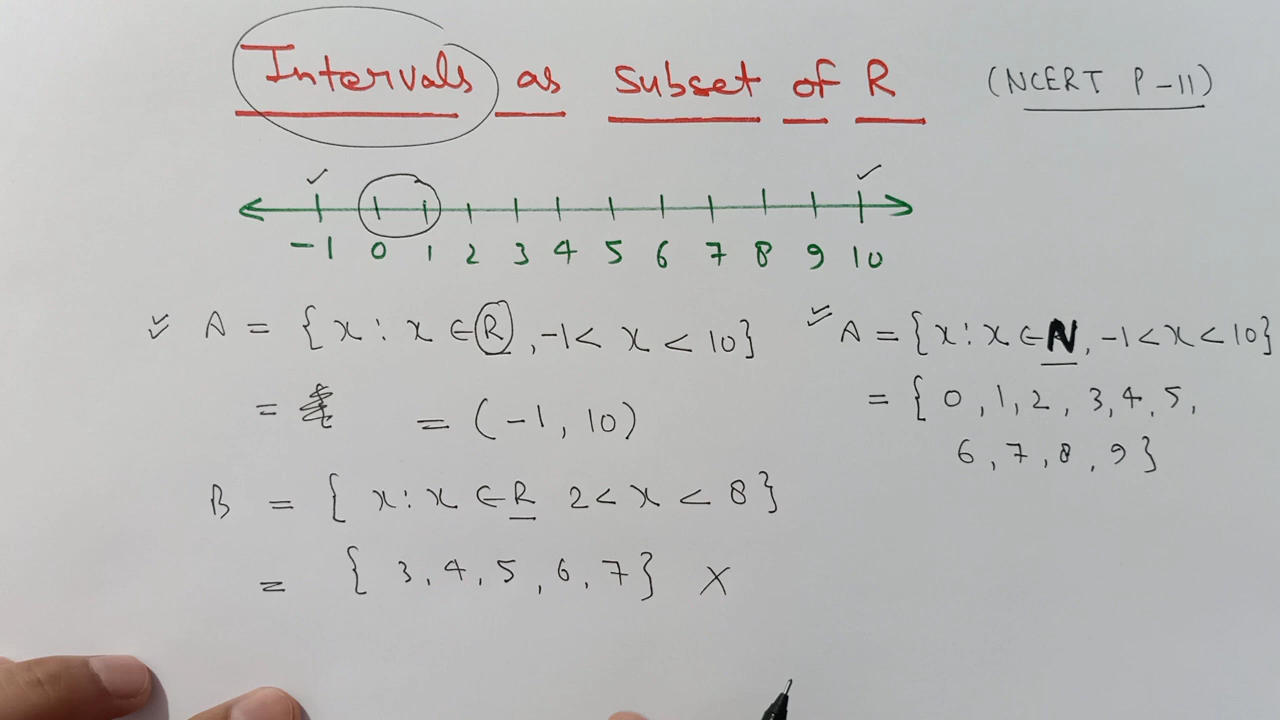 Intervals as Subset of R (NCERT P-11)
-1 0 1 2 3 4 5 6 7 8 9 10
A = {x : x ∈ R, -1 < x < 10}
= = (-1, 10)
B = {x : x ∈ R 2 < x < 8}
= {3, 4, 5, 6, 7} X
A = {x : x ∈ N, -1 < x < 10}
= {0, 1, 2, 3, 4, 5,
6, 7, 8, 9}